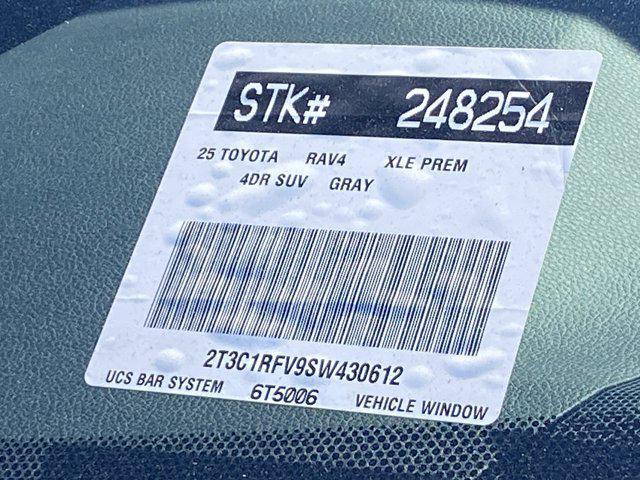 STK# 248254
25 TOYOTA RAV4 XLE PREM
4DR SUV GRAY
2T3C1RFV9SW430612
UCS BAR SYSTEM 6T5006 VEHICLE WINDOW